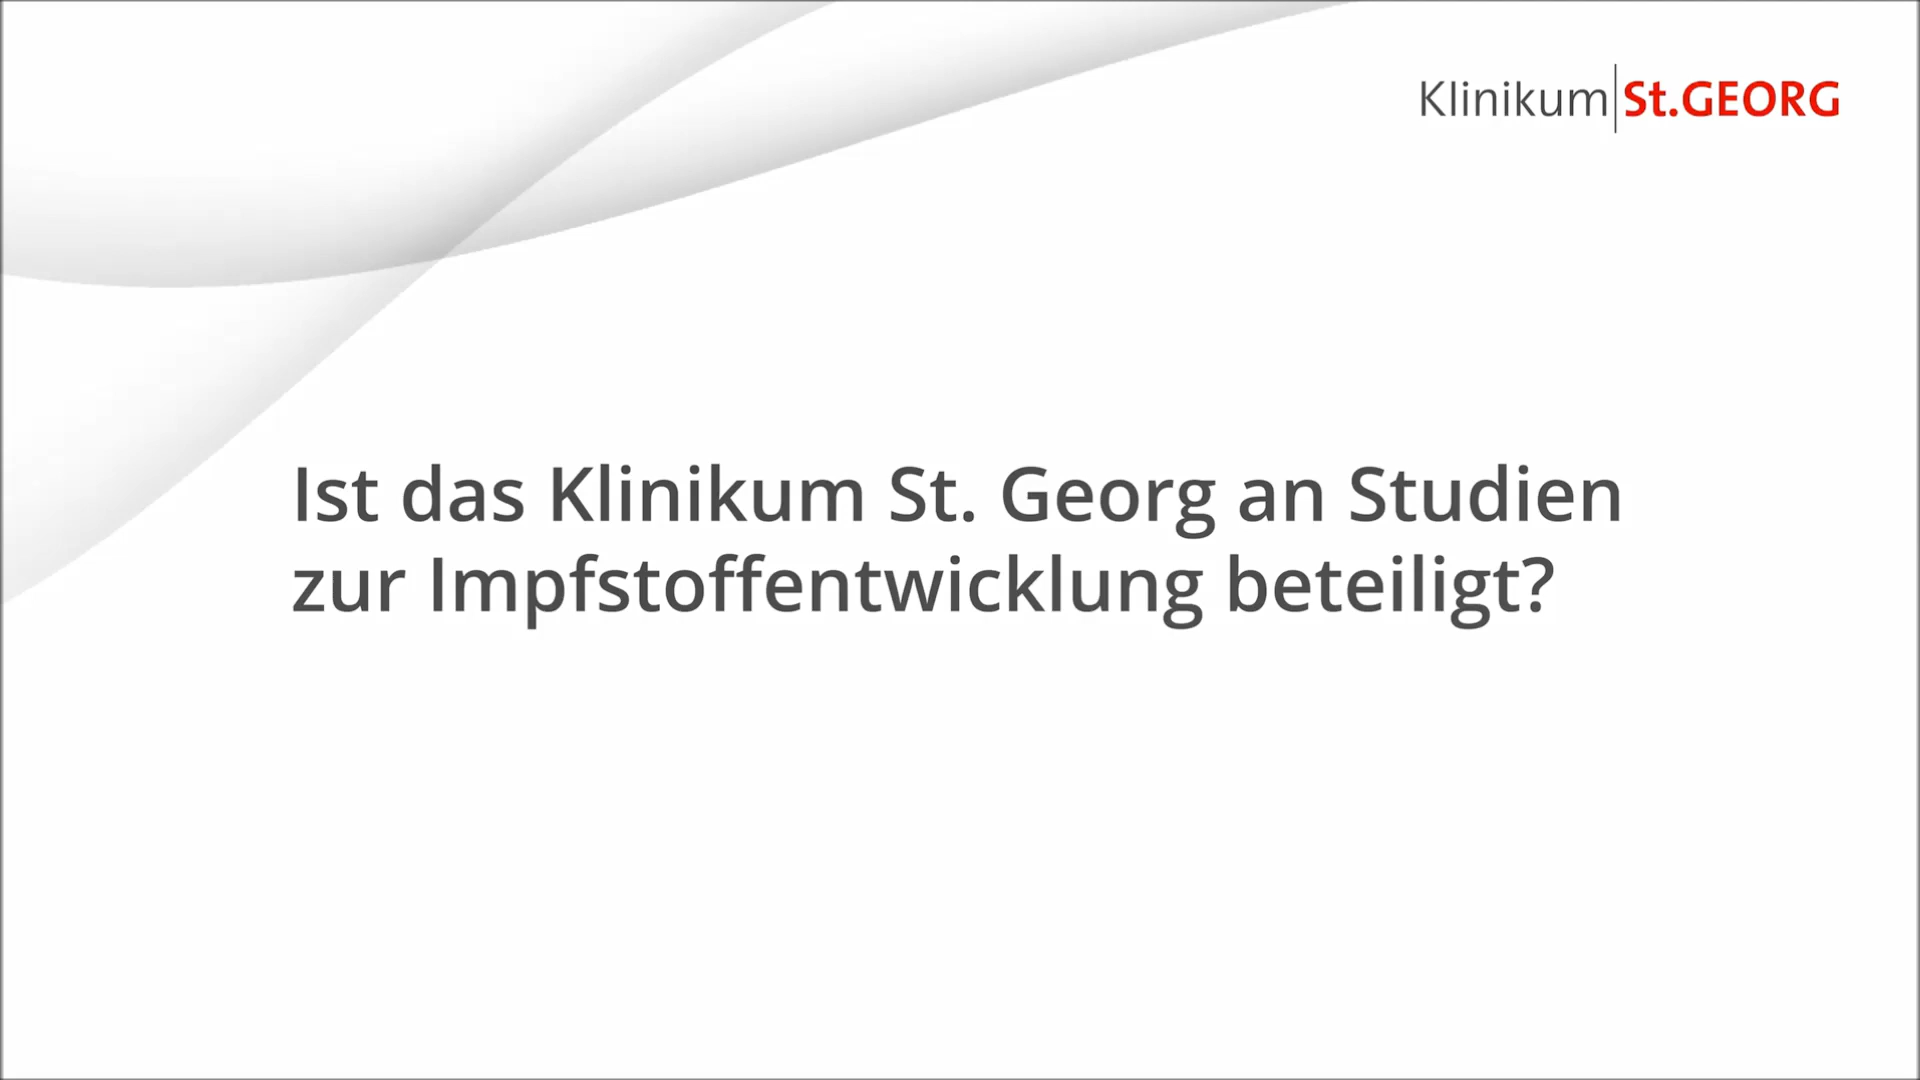 Klinikum St.GEORG
Ist das Klinikum St. Georg an Studien
zur Impfstoffentwicklung beteiligt?